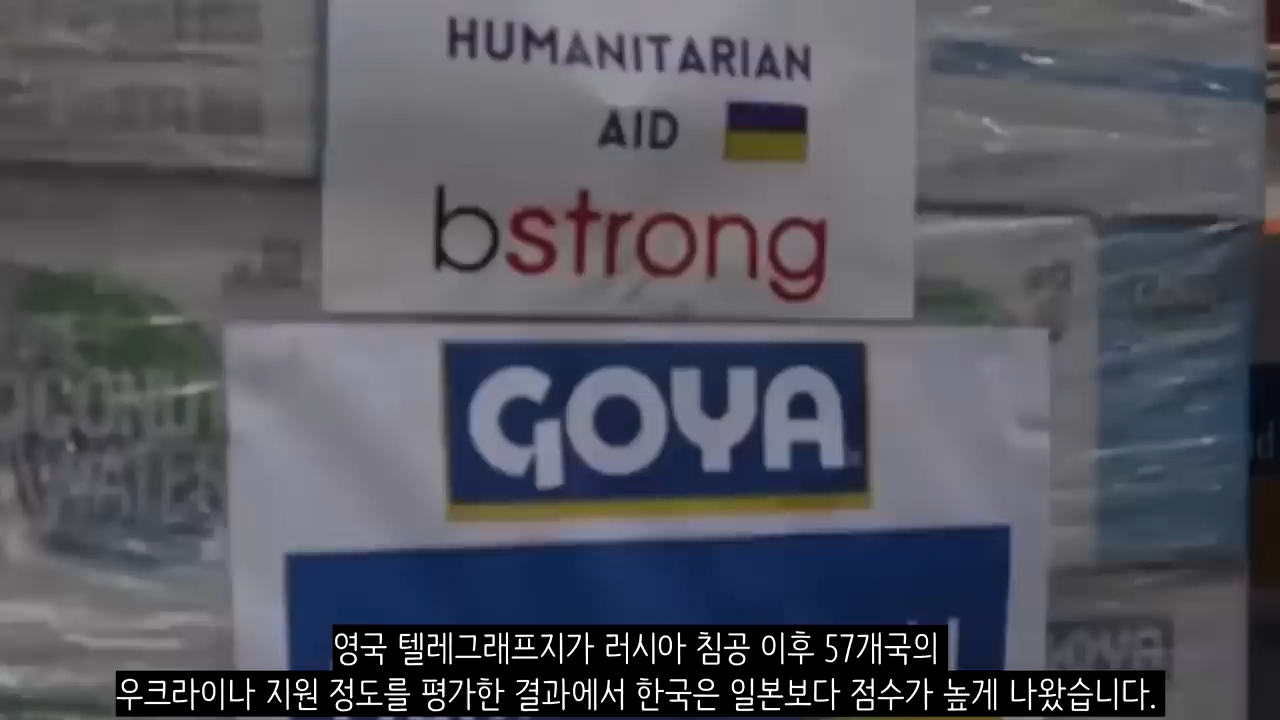 HUMANITARIAN
AID
bstrong
GOYA
COCONUT
WATER
GOYA
영국 텔레그래프지가 러시아 침공 이후 57개국의
우크라이나 지원 정도를 평가한 결과에서 한국은 일본보다 점수가 높게 나왔습니다.